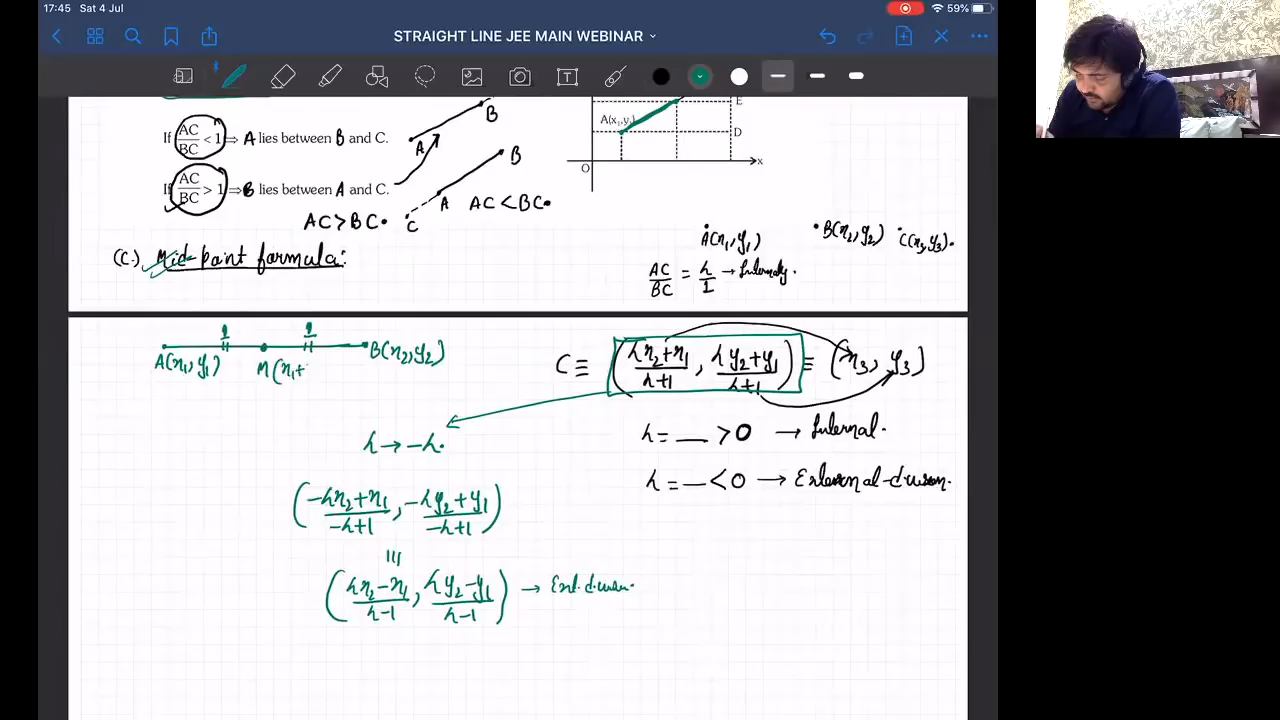 17:45 Sat 4 Jul
59%
STRAIGHT LINE JEE MAIN WEBINAR
T
If AC/BC < 1 ⇒ A lies between B and C.
A B
If AC/BC > 1 ⇒ B lies between A and C.
A B
AC > BC. C AC < BC.
A(x₁,y₁)
E
D
O x
(C.) Mid-point formula:
A(x₁, y₁) B(x₂, y₂) C(x₃, y₃).
AC/BC = λ/1 → Internally.
1 1
A(x₁, y₁) M(x₁+ B(x₂, y₂)
C ≡ ((λx₂+x₁)/(λ+1), (λy₂+y₁)/(λ+1)) ≡ (x₃, y₃)
λ = __ > 0 → Internal.
λ → -λ.
λ = __ < 0 → External-division.
((-λx₂+x₁)/(-λ+1), (-λy₂+y₁)/(-λ+1))
|||
((λx₂-x₁)/(λ-1), (λy₂-y₁)/(λ-1)) → Ext. division.